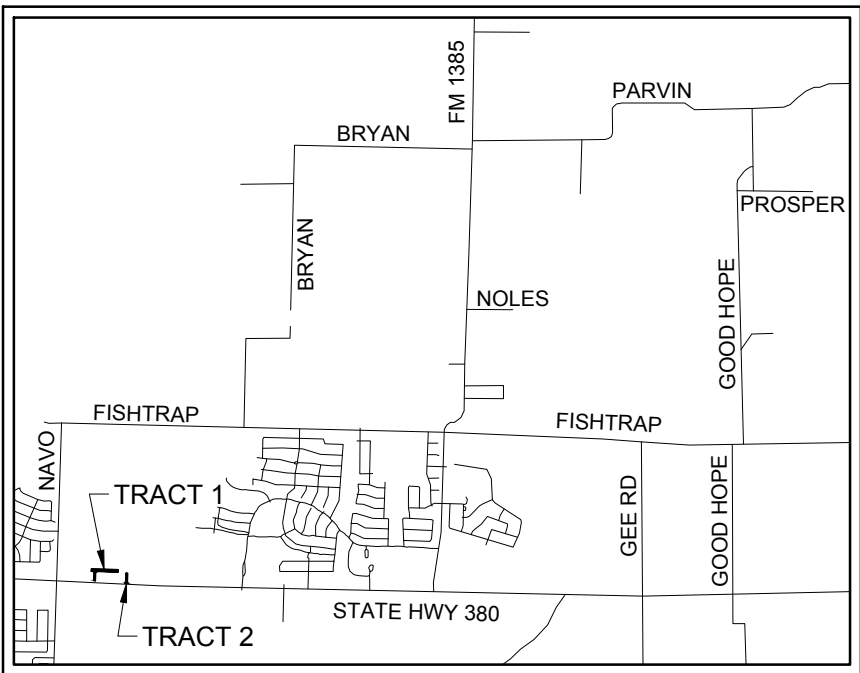 FM 1385
PARVIN
BRYAN
PROSPER
BRYAN
NOLES
GOOD HOPE
FISHTRAP
FISHTRAP
NAVO
TRACT 1
GEE RD
GOOD HOPE
STATE HWY 380
TRACT 2